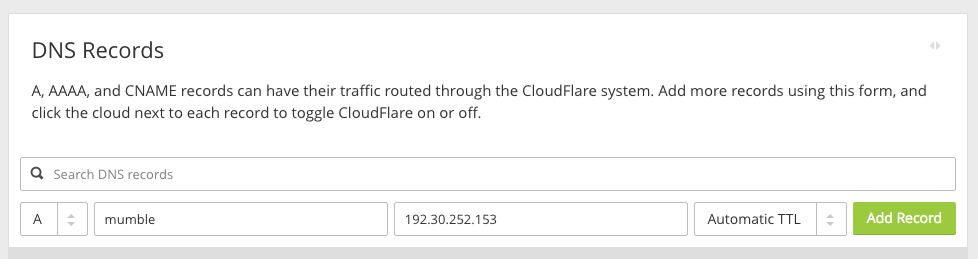 DNS Records
A, AAAA, and CNAME records can have their traffic routed through the CloudFlare system. Add more records using this form, and
click the cloud next to each record to toggle CloudFlare on or off.
Search DNS records
A mumble 192.30.252.153 Automatic TTL Add Record